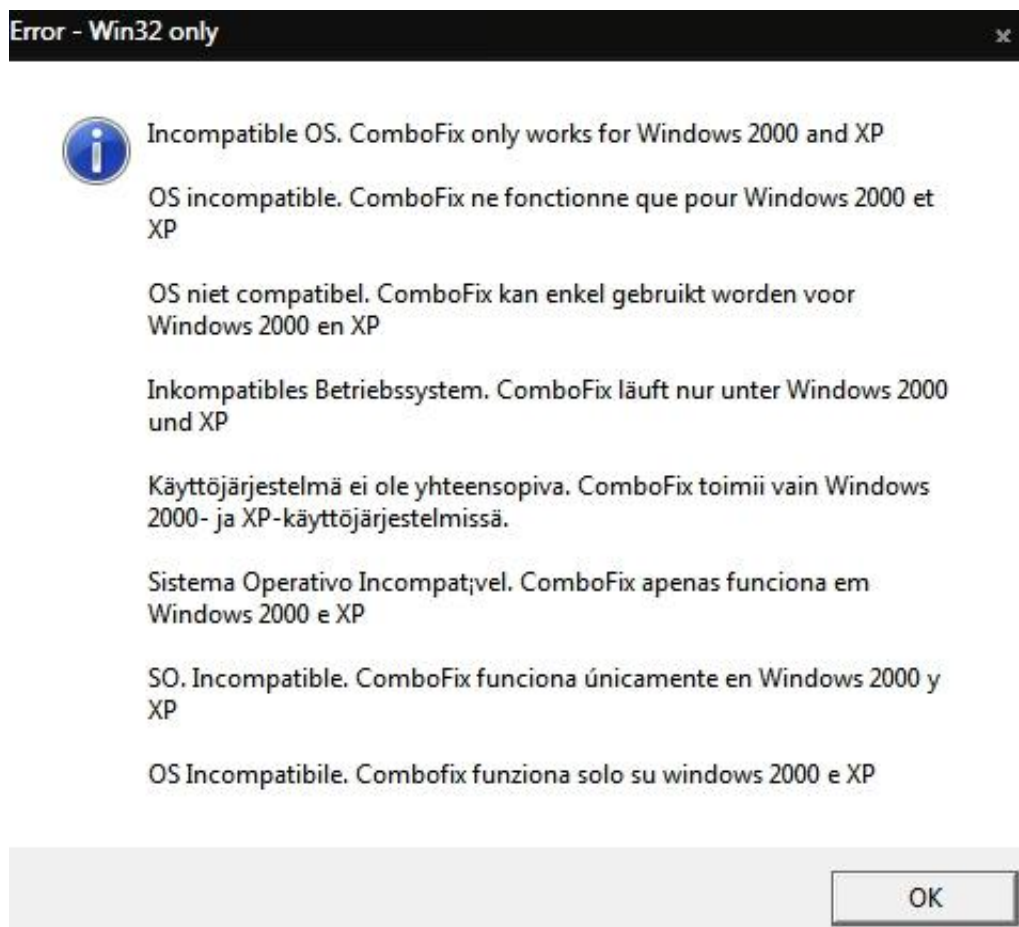 Error - Win32 only
Incompatible OS. ComboFix only works for Windows 2000 and XP
OS incompatible. ComboFix ne fonctionne que pour Windows 2000 et
XP
OS niet compatibel. ComboFix kan enkel gebruikt worden voor
Windows 2000 en XP
Inkompatibles Betriebssystem. ComboFix läuft nur unter Windows 2000
und XP
Käyttöjärjestelmä ei ole yhteensopiva. ComboFix toimii vain Windows
2000- ja XP-käyttöjärjestelmissä.
Sistema Operativo Incompat¡vel. ComboFix apenas funciona em
Windows 2000 e XP
SO. Incompatible. ComboFix funciona únicamente en Windows 2000 y
XP
OS Incompatibile. Combofix funziona solo su windows 2000 e XP
OK